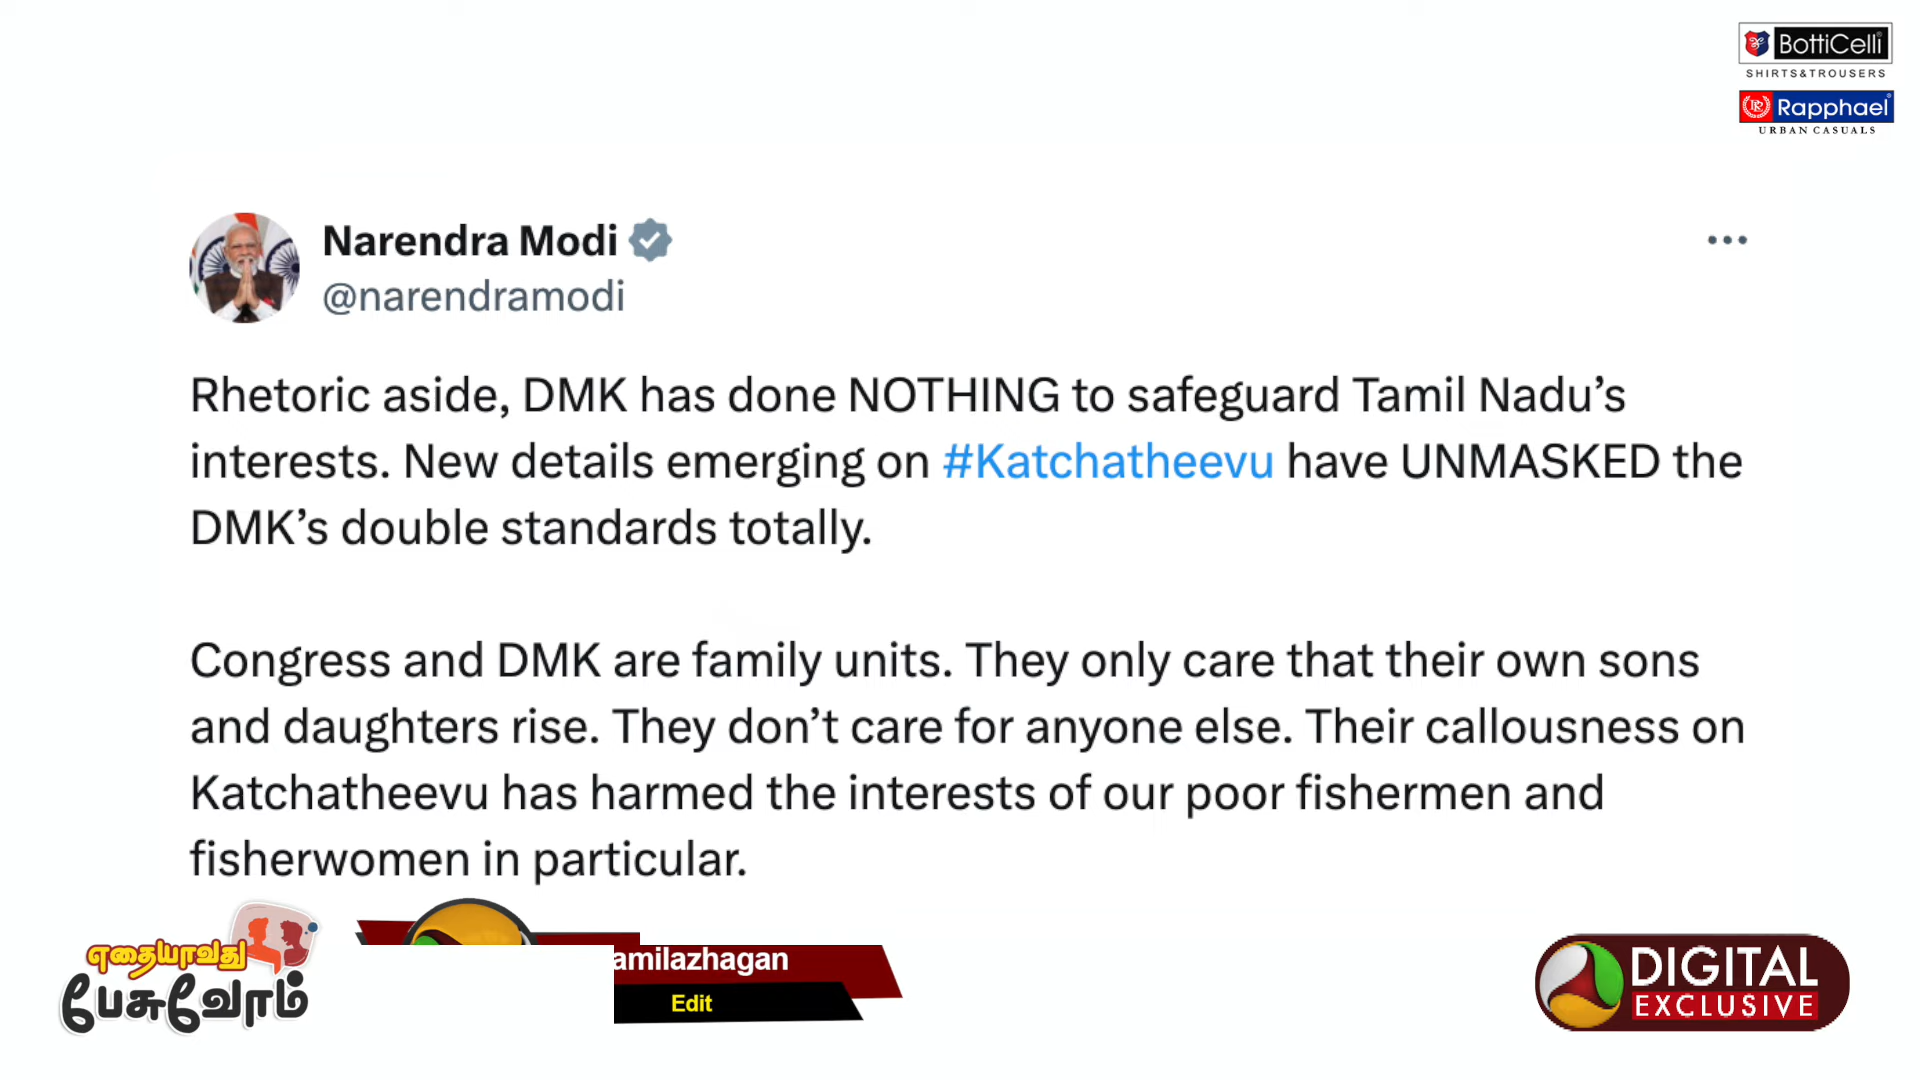 BottiCelli
SHIRTS&TROUSERS
Rapphael
URBAN CASUALS
Narendra Modi
@narendramodi
Rhetoric aside, DMK has done NOTHING to safeguard Tamil Nadu’s
interests. New details emerging on #Katchatheevu have UNMASKED the
DMK’s double standards totally.
Congress and DMK are family units. They only care that their own sons
and daughters rise. They don’t care for anyone else. Their callousness on
Katchatheevu has harmed the interests of our poor fishermen and
fisherwomen in particular.
எதையாவது
பேசுவோம்
amilazhagan
Edit
DIGITAL
EXCLUSIVE